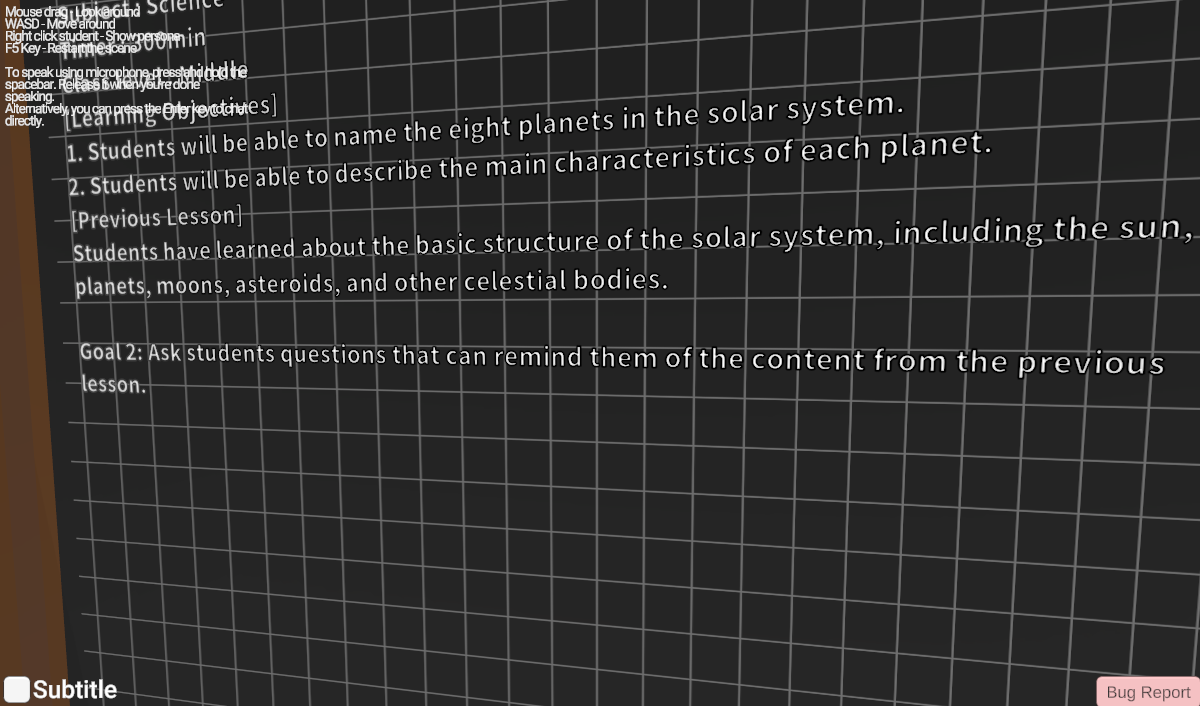 Mouse drag - Look around
WASD - Move around
Right click student - Show persona
F5 Key - Restart the scene
To speak using microphone, press and hold the
spacebar. Release it when you're done
speaking.
Alternatively, you can press the Enter key to chat
directly.
Subject: Science
Time: 300min
Class Level: Middle
[Learning Objectives]
1. Students will be able to name the eight planets in the solar system.
2. Students will be able to describe the main characteristics of each planet.
[Previous Lesson]
Students have learned about the basic structure of the solar system, including the sun,
planets, moons, asteroids, and other celestial bodies.
Goal 2: Ask students questions that can remind them of the content from the previous
lesson.
Subtitle
Bug Report